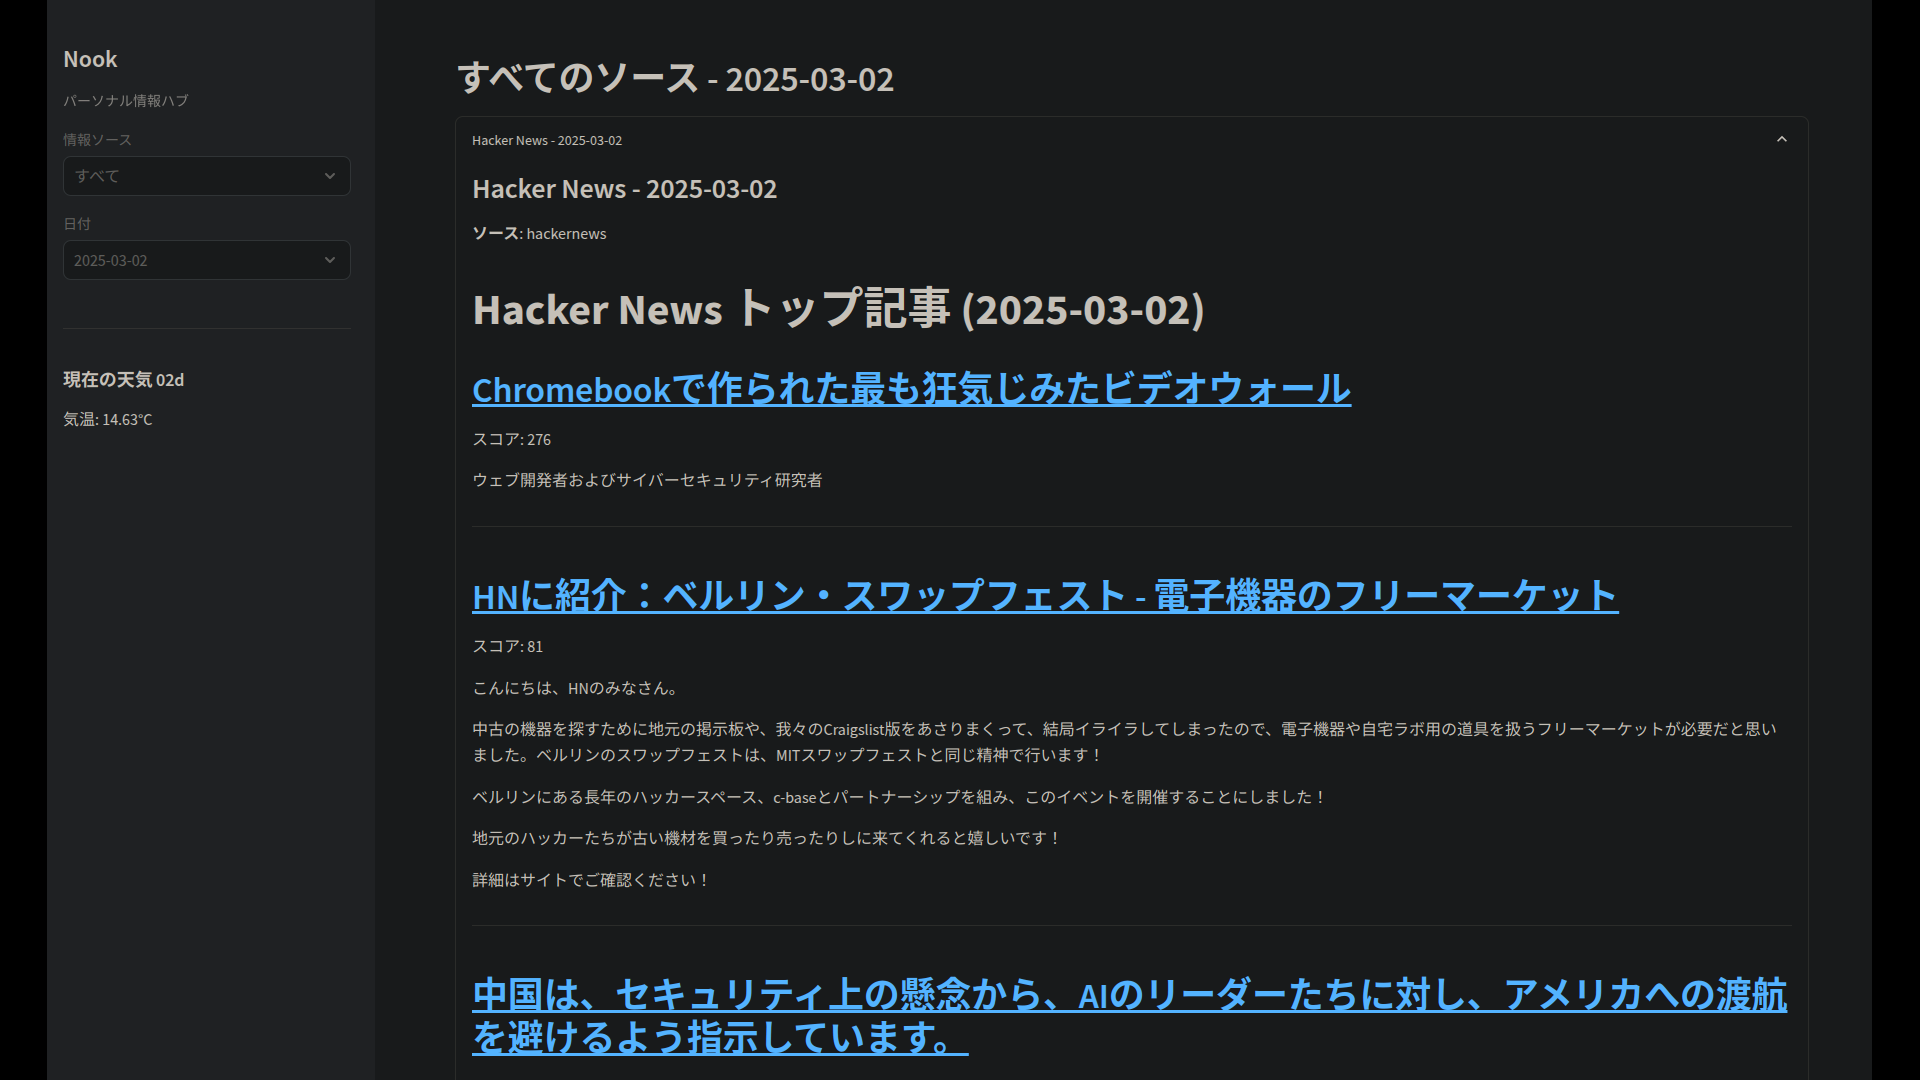 Nook
パーソナル情報ハブ
情報ソース
すべて
日付
2025-03-02
現在の天気 02d
気温: 14.63°C
すべてのソース - 2025-03-02
Hacker News - 2025-03-02
Hacker News - 2025-03-02
ソース: hackernews
Hacker News トップ記事 (2025-03-02)
Chromebookで作られた最も狂気じみたビデオウォール
スコア: 276
ウェブ開発者およびサイバーセキュリティ研究者
HNに紹介：ベルリン・スワップフェスト - 電子機器のフリーマーケット
スコア: 81
こんにちは、HNのみなさん。
中古の機器を探すために地元の掲示板や、我々のCraigslist版をあさりまくって、結局イライラしてしまったので、電子機器や自宅ラボ用の道具を扱うフリーマーケットが必要だと思い
ました。ベルリンのスワップフェストは、MITスワップフェストと同じ精神で行います！
ベルリンにある長年のハッカースペース、c-baseとパートナーシップを組み、このイベントを開催することにしました！
地元のハッカーたちが古い機材を買ったり売ったりしに来てくれると嬉しいです！
詳細はサイトでご確認ください！
中国は、セキュリティ上の懸念から、AIのリーダーたちに対し、アメリカへの渡航
を避けるよう指示しています。